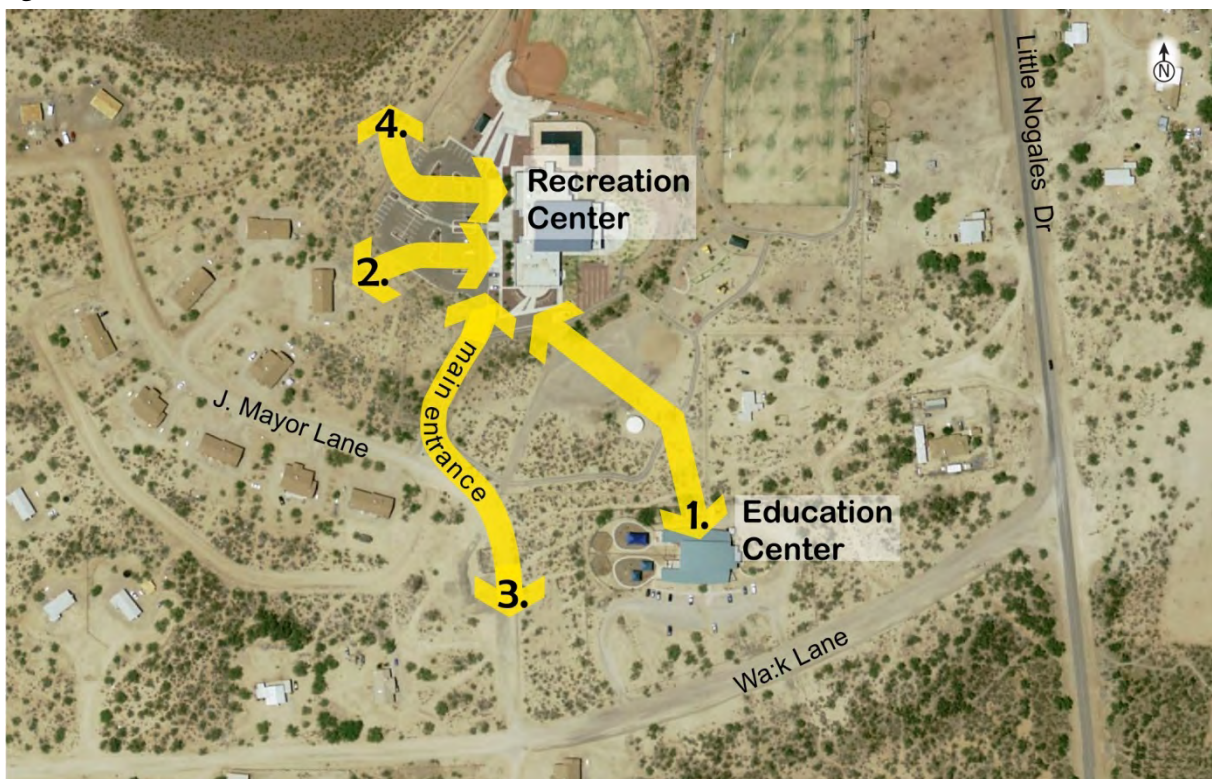 N
Little Nogales Dr
4.
Recreation
Center
2.
main entrance
J. Mayor Lane
1.
Education
Center
3.
Wa:k Lane